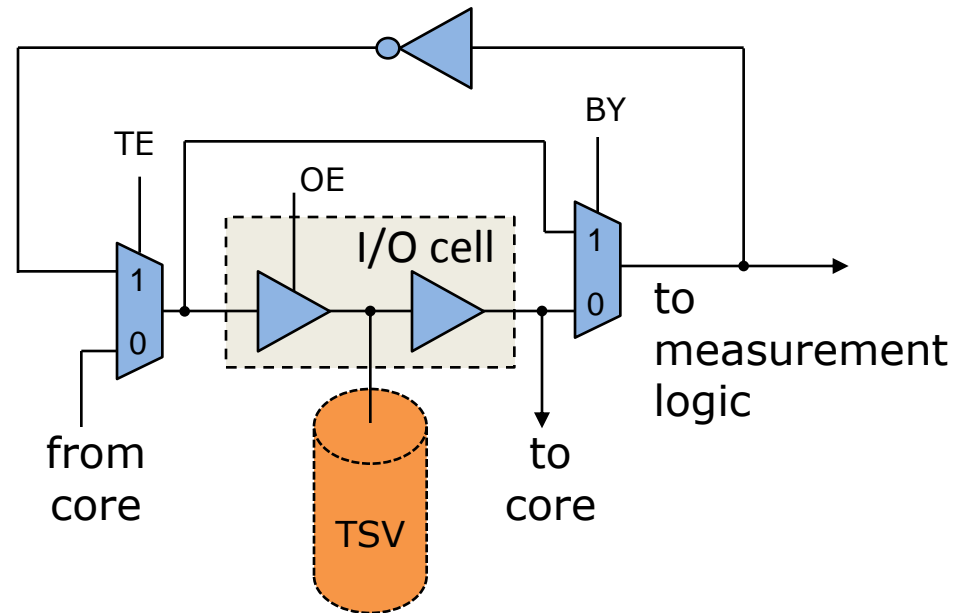 BY
TE
OE
I/O cell
1
0
1
0
to
measurement
logic
from
core
to
core
TSV